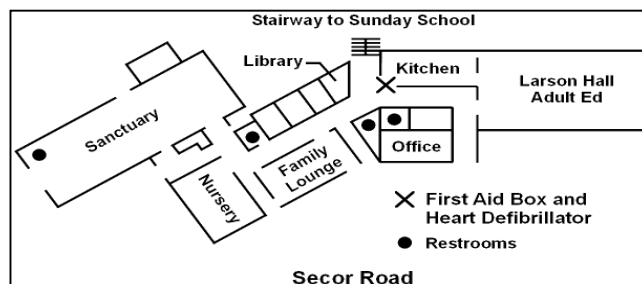 Stairway to Sunday School
Library
Kitchen
Larson Hall
Adult Ed
Sanctuary
Office
Family
Lounge
Nursery
First Aid Box and
Heart Defibrillator
Restrooms
Secor Road